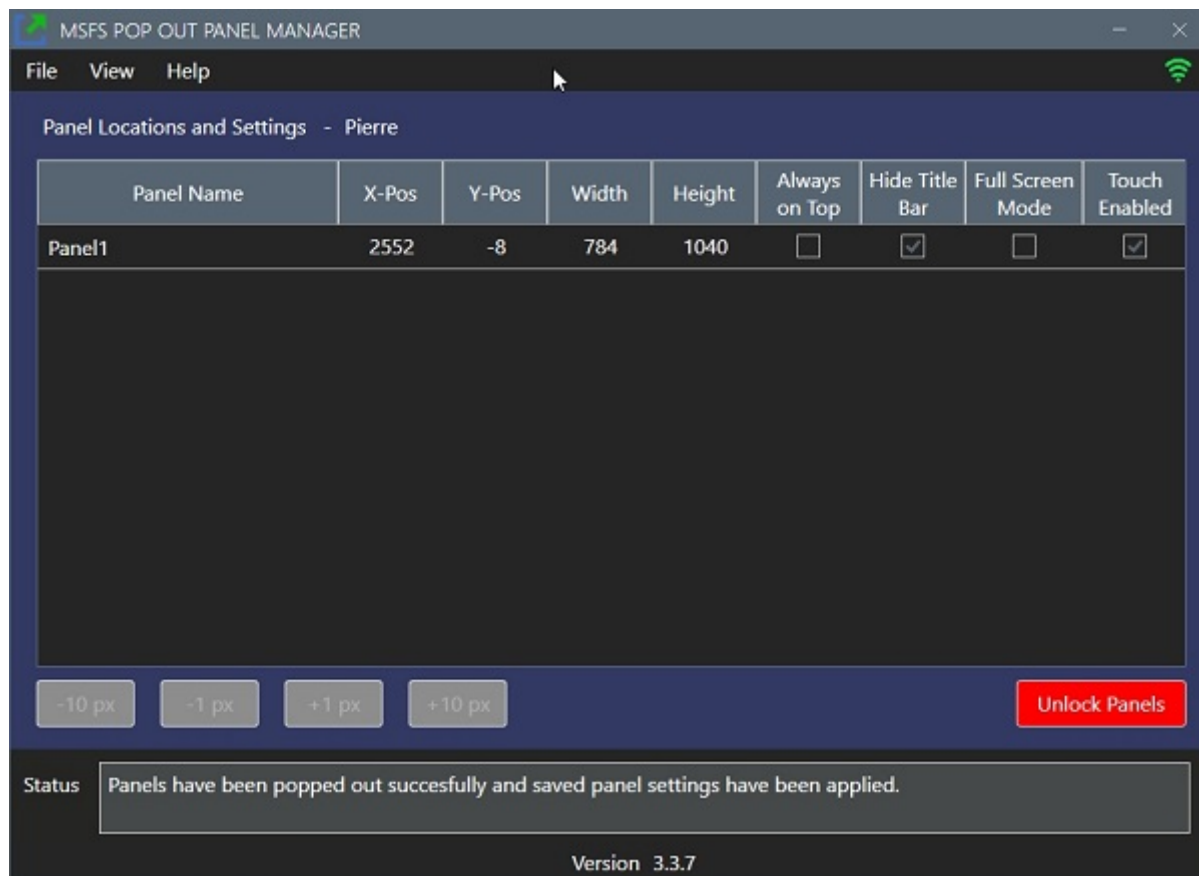 MSFS POP OUT PANEL MANAGER
File View Help
Panel Locations and Settings - Pierre
Panel Name X-Pos Y-Pos Width Height Always on Top Hide Title Bar Full Screen Mode Touch Enabled
Panel1 2552 -8 784 1040
-10 px -1 px +1 px +10 px Unlock Panels
Status Panels have been popped out succesfully and saved panel settings have been applied.
Version 3.3.7